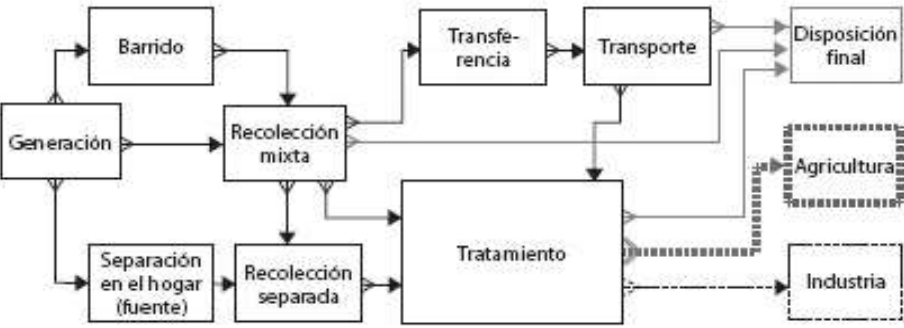 Barrido
Transfe-
rencia
Transporte
Disposición
final
Generación
Recolección
mixta
Agricultura
Tratamiento
Separación
en el hogar
(fuente)
Recolección
separada
Industria